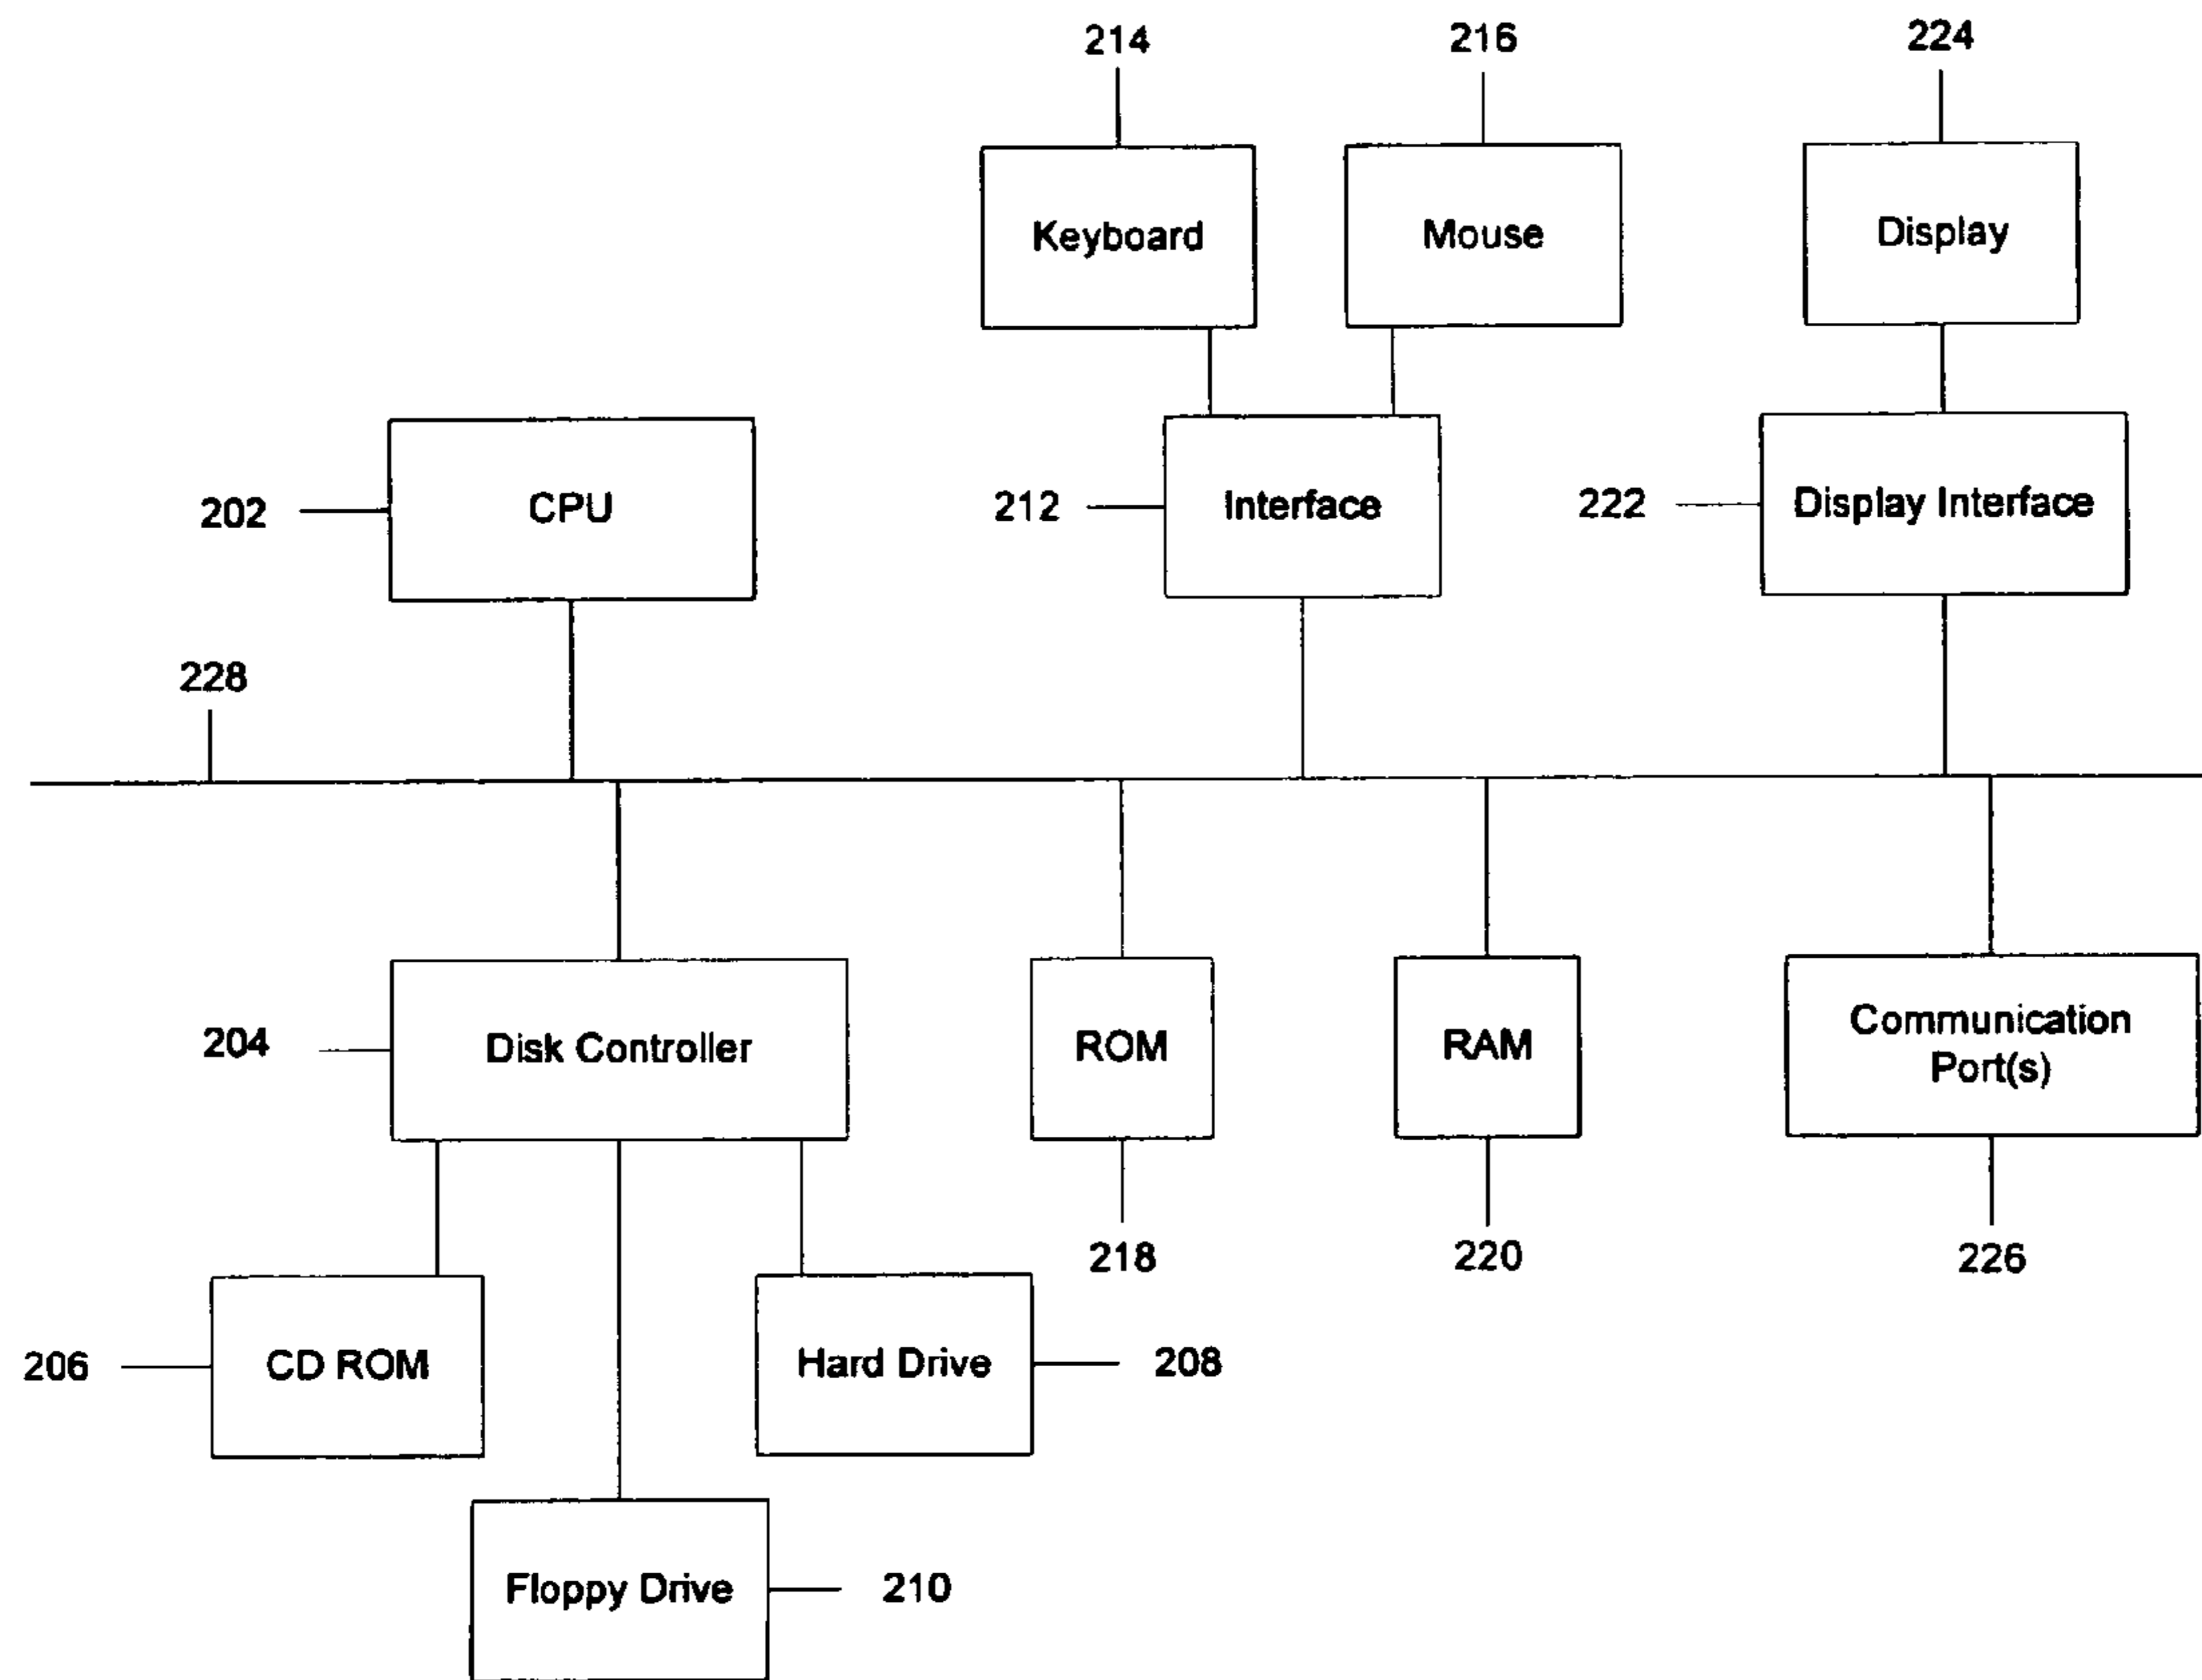 214
216
224
Keyboard
Mouse
Display
202
CPU
212
Interface
222
Display Interface
228
204
Disk Controller
ROM
RAM
Communication
Port(s)
218
220
226
206
CD ROM
Hard Drive
208
Floppy Drive
210